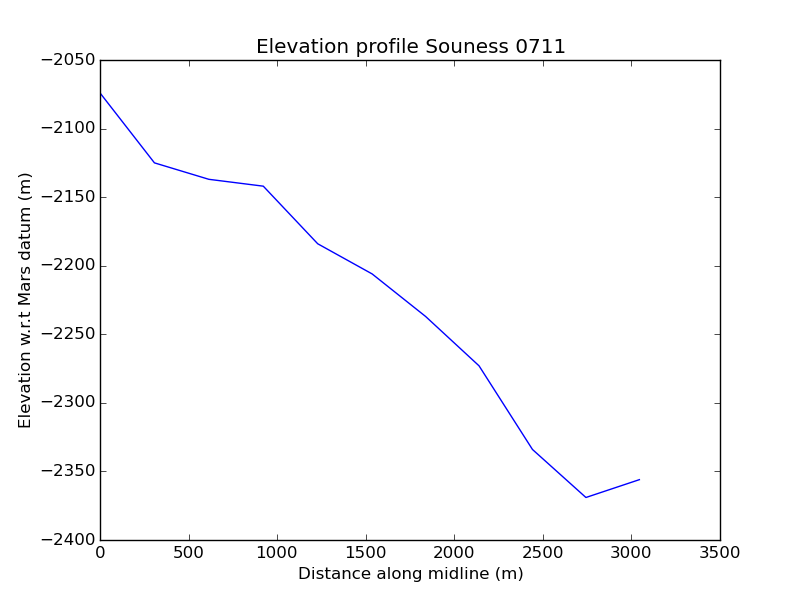 Elevation profile Souness 0711
−2050
−2100
−2150
−2200
−2250
−2300
−2350
−2400
Elevation w.r.t Mars datum (m)
0 500 1000 1500 2000 2500 3000 3500
Distance along midline (m)